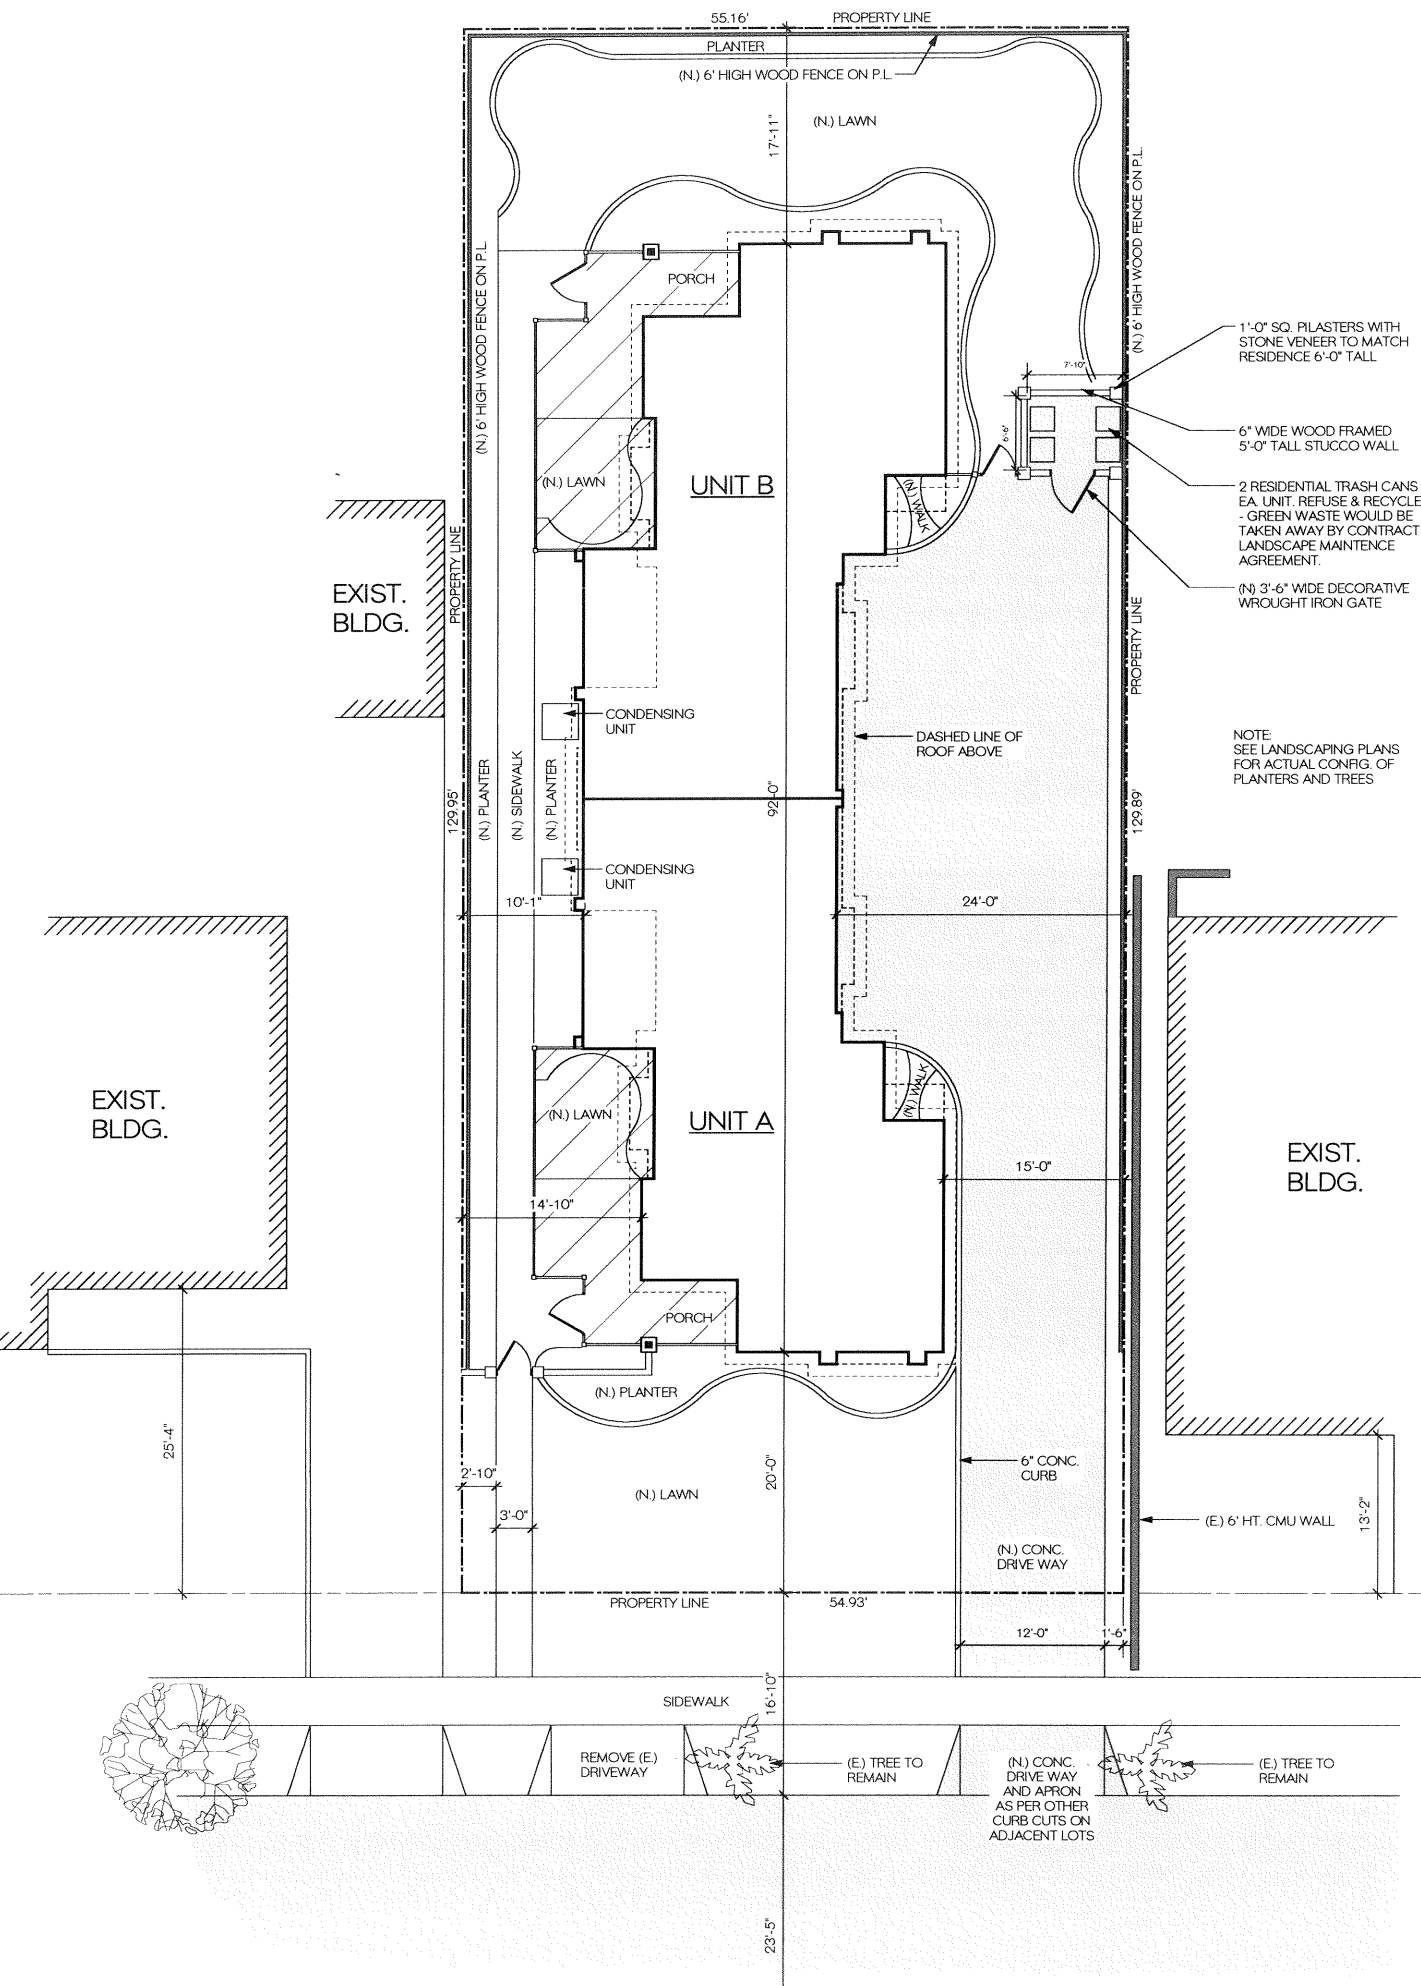 55.16'
PROPERTY LINE
PLANTER
(N.) 6' HIGH WOOD FENCE ON P.L.
(N.) LAWN
17'-11"
(N.) 6' HIGH WOOD FENCE ON P.L.
(N.) 6' HIGH WOOD FENCE ON P.L.
PORCH
1'-0" SQ. PILASTERS WITH
STONE VENEER TO MATCH
RESIDENCE 6'-0" TALL
7'-10"
6'-6"
6" WIDE WOOD FRAMED
5'-0" TALL STUCCO WALL
(N.) LAWN
UNIT B
(N.) WALK
2 RESIDENTIAL TRASH CANS
EA. UNIT. REFUSE & RECYCLE
- GREEN WASTE WOULD BE
TAKEN AWAY BY CONTRACT
LANDSCAPE MAINTENCE
AGREEMENT.
(N) 3'-6" WIDE DECORATIVE
WROUGHT IRON GATE
EXIST.
BLDG.
PROPERTY LINE
PROPERTY LINE
CONDENSING
UNIT
DASHED LINE OF
ROOF ABOVE
NOTE:
SEE LANDSCAPING PLANS
FOR ACTUAL CONFIG. OF
PLANTERS AND TREES
129.95'
(N.) PLANTER
(N.) SIDEWALK
(N.) PLANTER
92'-0"
129.89'
CONDENSING
UNIT
10'-1"
24'-0"
EXIST.
BLDG.
(N.) LAWN
UNIT A
(N.) WALK
EXIST.
BLDG.
15'-0"
14'-10"
PORCH
(N.) PLANTER
25'-4"
2'-10"
3'-0"
(N.) LAWN
20'-0"
6" CONC.
CURB
(E.) 6' HT. CMU WALL
13'-2"
(N.) CONC.
DRIVE WAY
PROPERTY LINE
54.93'
12'-0"
1'-6"
SIDEWALK
16'-10"
REMOVE (E.)
DRIVEWAY
(E.) TREE TO
REMAIN
(N.) CONC.
DRIVE WAY
AND APRON
AS PER OTHER
CURB CUTS ON
ADJACENT LOTS
(E.) TREE TO
REMAIN
23'-5"